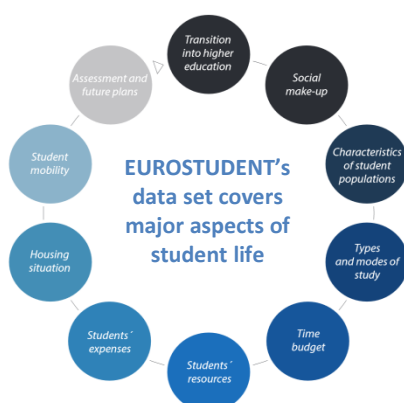 Transition
into higher
education
Social
make-up
Characteristics
of student
populations
Types
and modes of
study
Time
budget
Students´
resources
Students´
expenses
Housing
situation
Student
mobility
Assessment and
future plans
EUROSTUDENT's
data set covers
major aspects of
student life